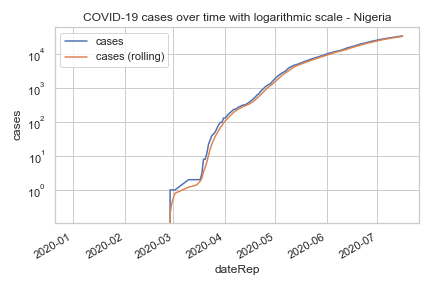 COVID-19 cases over time with logarithmic scale - Nigeria
cases
cases (rolling)
cases
10^4
10^3
10^2
10^1
10^0
2020-01
2020-02
2020-03
2020-04
2020-05
2020-06
2020-07
dateRep